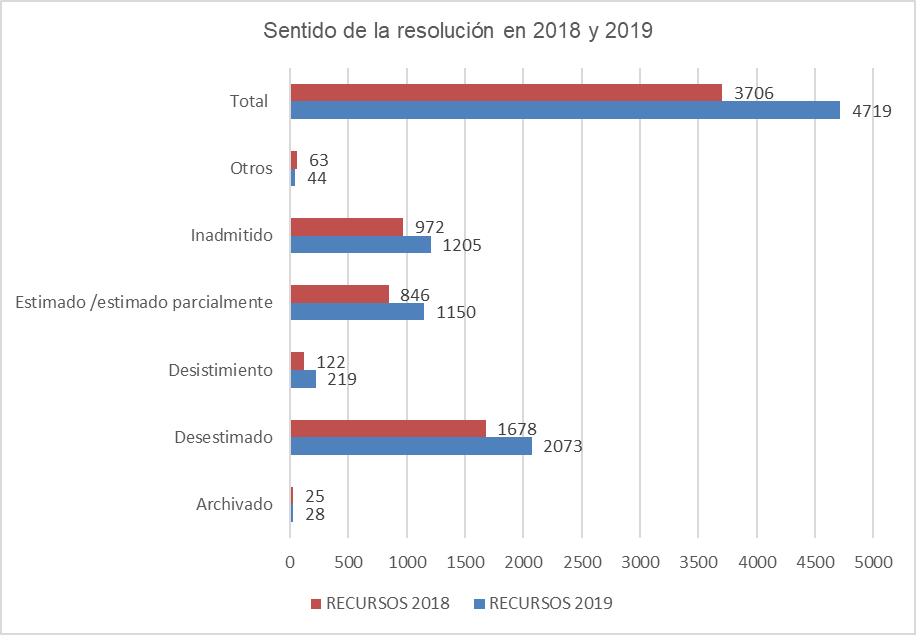 Sentido de la resolución en 2018 y 2019
Total
3706
4719
Otros
63
44
Inadmitido
972
1205
Estimado /estimado parcialmente
846
1150
Desistimiento
122
219
Desestimado
1678
2073
Archivado
25
28
0 500 1000 1500 2000 2500 3000 3500 4000 4500 5000
RECURSOS 2018 RECURSOS 2019